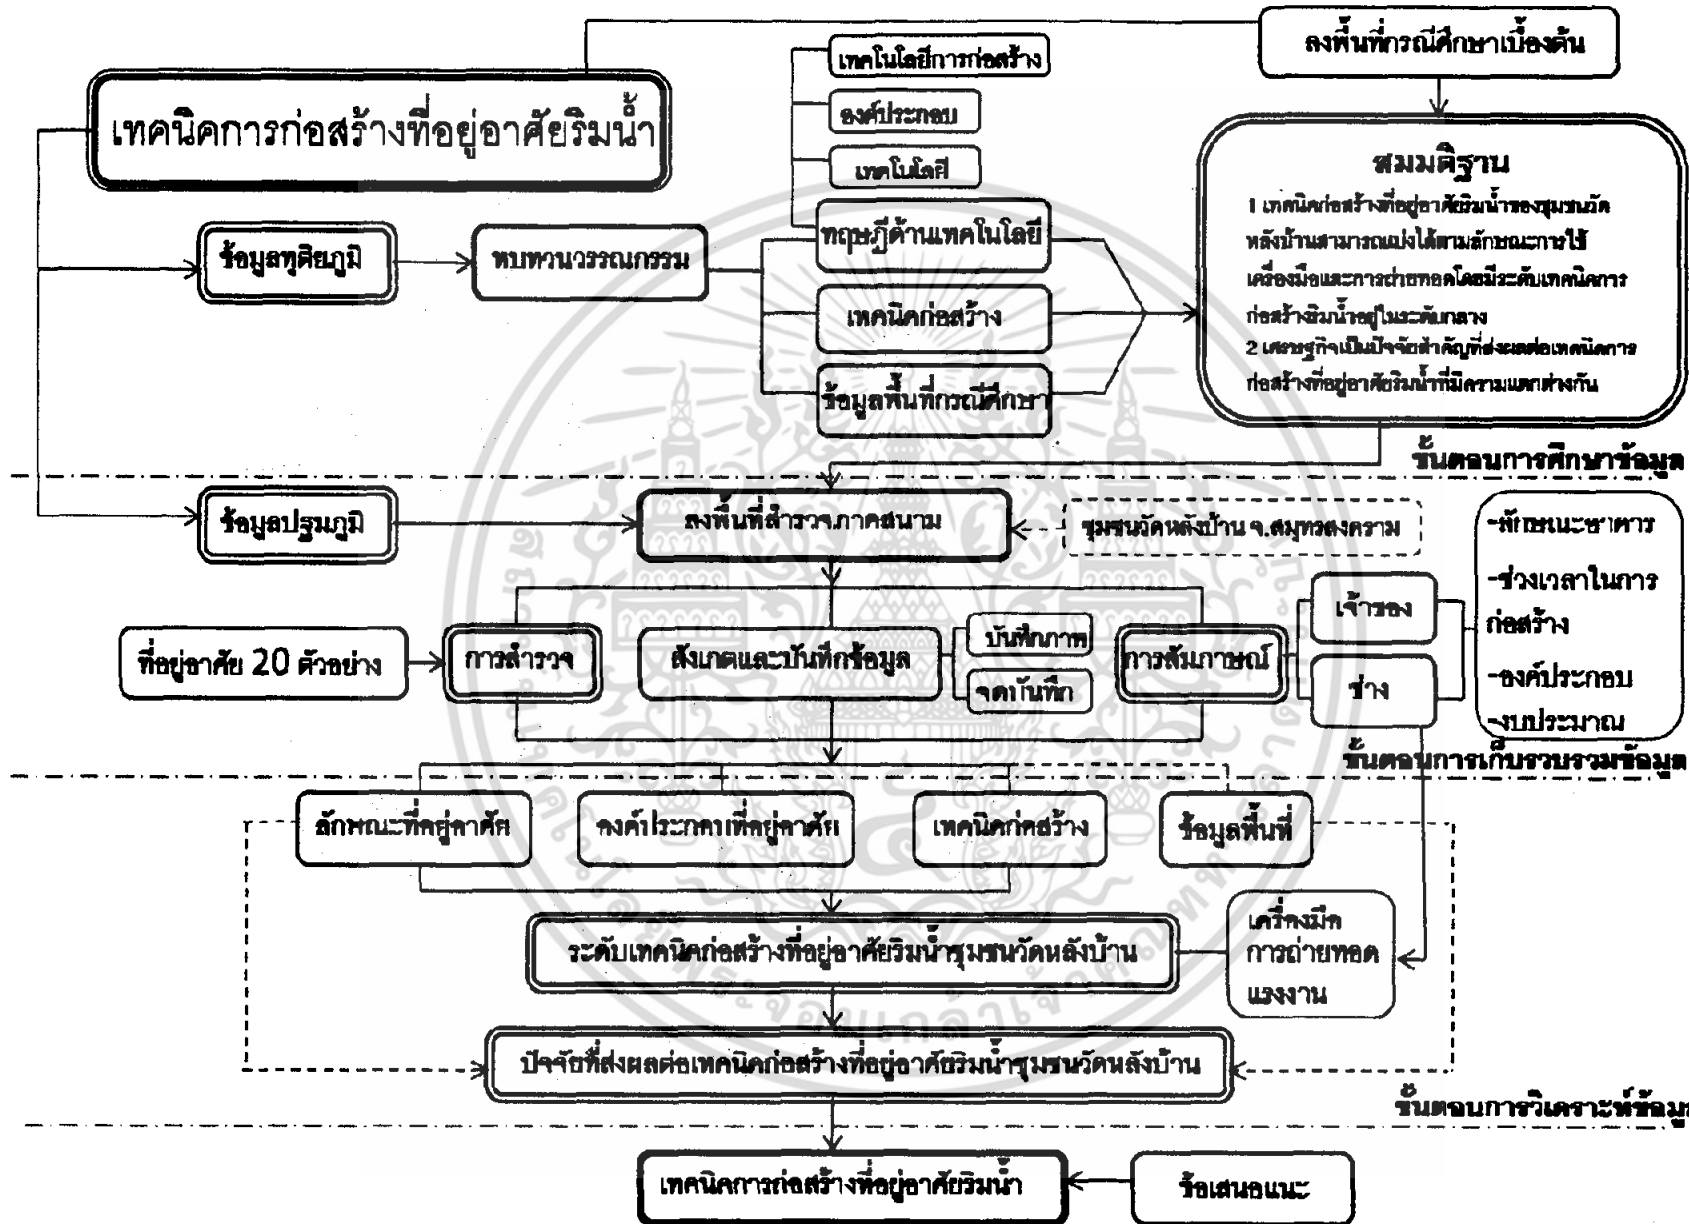 ลงพื้นที่กรณีศึกษาเบื้องต้น
เทคโนโลยีการก่อสร้าง
เทคนิคการก่อสร้างที่อยู่อาศัยริมน้ำ
องค์ประกอบ
เทคโนโลยี
สมมติฐาน
1 เทคนิคก่อสร้างที่อยู่อาศัยริมน้ำของชุมชนวัด
หลังบ้านสามารถแบ่งได้ตามลักษณะการใช้
เครื่องมือและการถ่ายทอดโดยมีระดับเทคนิคการ
ก่อสร้างริมน้ำอยู่ในระดับกลาง
2 เศรษฐกิจเป็นปัจจัยสำคัญที่ส่งผลต่อเทคนิคการ
ก่อสร้างที่อยู่อาศัยริมน้ำที่มีความแตกต่างกัน
ข้อมูลทุติยภูมิ
ทบทวนวรรณกรรม
ทฤษฎีด้านเทคโนโลยี
เทคนิคก่อสร้าง
ข้อมูลพื้นที่กรณีศึกษา
ขั้นตอนการศึกษาข้อมูล
ข้อมูลปฐมภูมิ
ลงพื้นที่สำรวจภาคสนาม
ชุมชนวัดหลังบ้าน จ.สมุทรสงคราม
-ลักษณะอาคาร
-ช่วงเวลาในการ
ก่อสร้าง
-องค์ประกอบ
-งบประมาณ
ที่อยู่อาศัย 20 ตัวอย่าง
การสำรวจ
สังเกตและบันทึกข้อมูล
บันทึกภาพ
จดบันทึก
การสัมภาษณ์
เจ้าของ
ช่าง
ขั้นตอนการเก็บรวบรวมข้อมูล
ลักษณะที่อยู่อาศัย
องค์ประกอบที่อยู่อาศัย
เทคนิคก่อสร้าง
ข้อมูลพื้นที่
ระดับเทคนิคก่อสร้างที่อยู่อาศัยริมน้ำชุมชนวัดหลังบ้าน
เครื่องมือ
การถ่ายทอด
แรงงาน
ปัจจัยที่ส่งผลต่อเทคนิคก่อสร้างที่อยู่อาศัยริมน้ำชุมชนวัดหลังบ้าน
ขั้นตอนการวิเคราะห์ข้อมูล
เทคนิคการก่อสร้างที่อยู่อาศัยริมน้ำ
ข้อเสนอแนะ